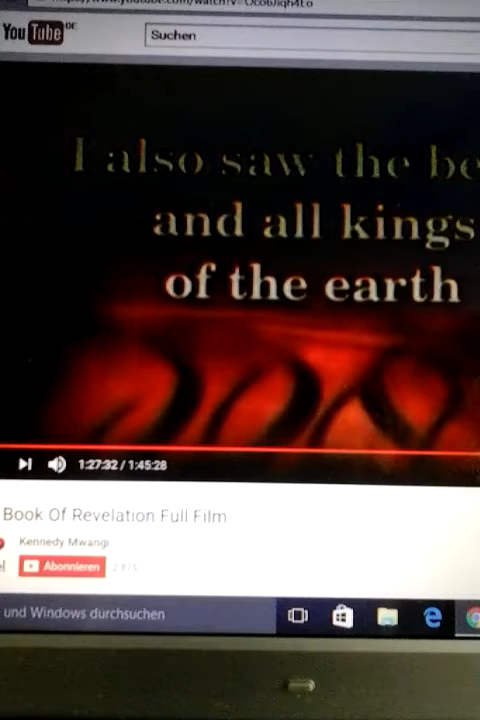 YouTube DE
Suchen
I also saw the be
and all kings
of the earth
1:27:32 / 1:45:28
Book Of Revelation Full Film
Kennedy Mwangi
Abonnieren
und Windows durchsuchen